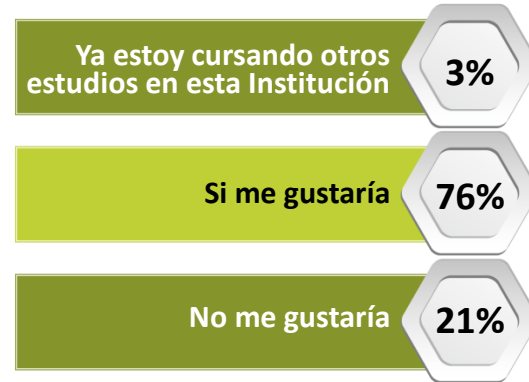 Ya estoy cursando otros
estudios en esta Institución
3%
Si me gustaría
76%
No me gustaría
21%